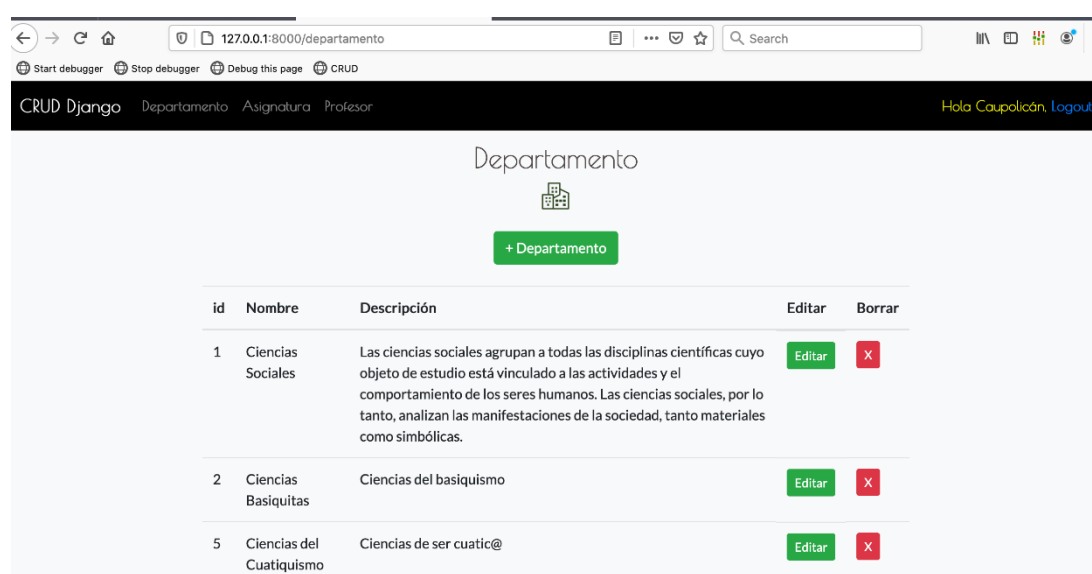 127.0.0.1:8000/departamento
Search
Start debugger Stop debugger Debug this page CRUD
CRUD Django Departamento Asignatura Profesor Hola Caupolicán, Logout
Departamento
+ Departamento
id Nombre Descripción Editar Borrar
1 Ciencias Las ciencias sociales agrupan a todas las disciplinas científicas cuyo Editar X
Sociales objeto de estudio está vinculado a las actividades y el
comportamiento de los seres humanos. Las ciencias sociales, por lo
tanto, analizan las manifestaciones de la sociedad, tanto materiales
como simbólicas.
2 Ciencias Ciencias del basiquismo Editar X
Basiquitas
5 Ciencias del Ciencias de ser cuatic@ Editar X
Cuatiquismo